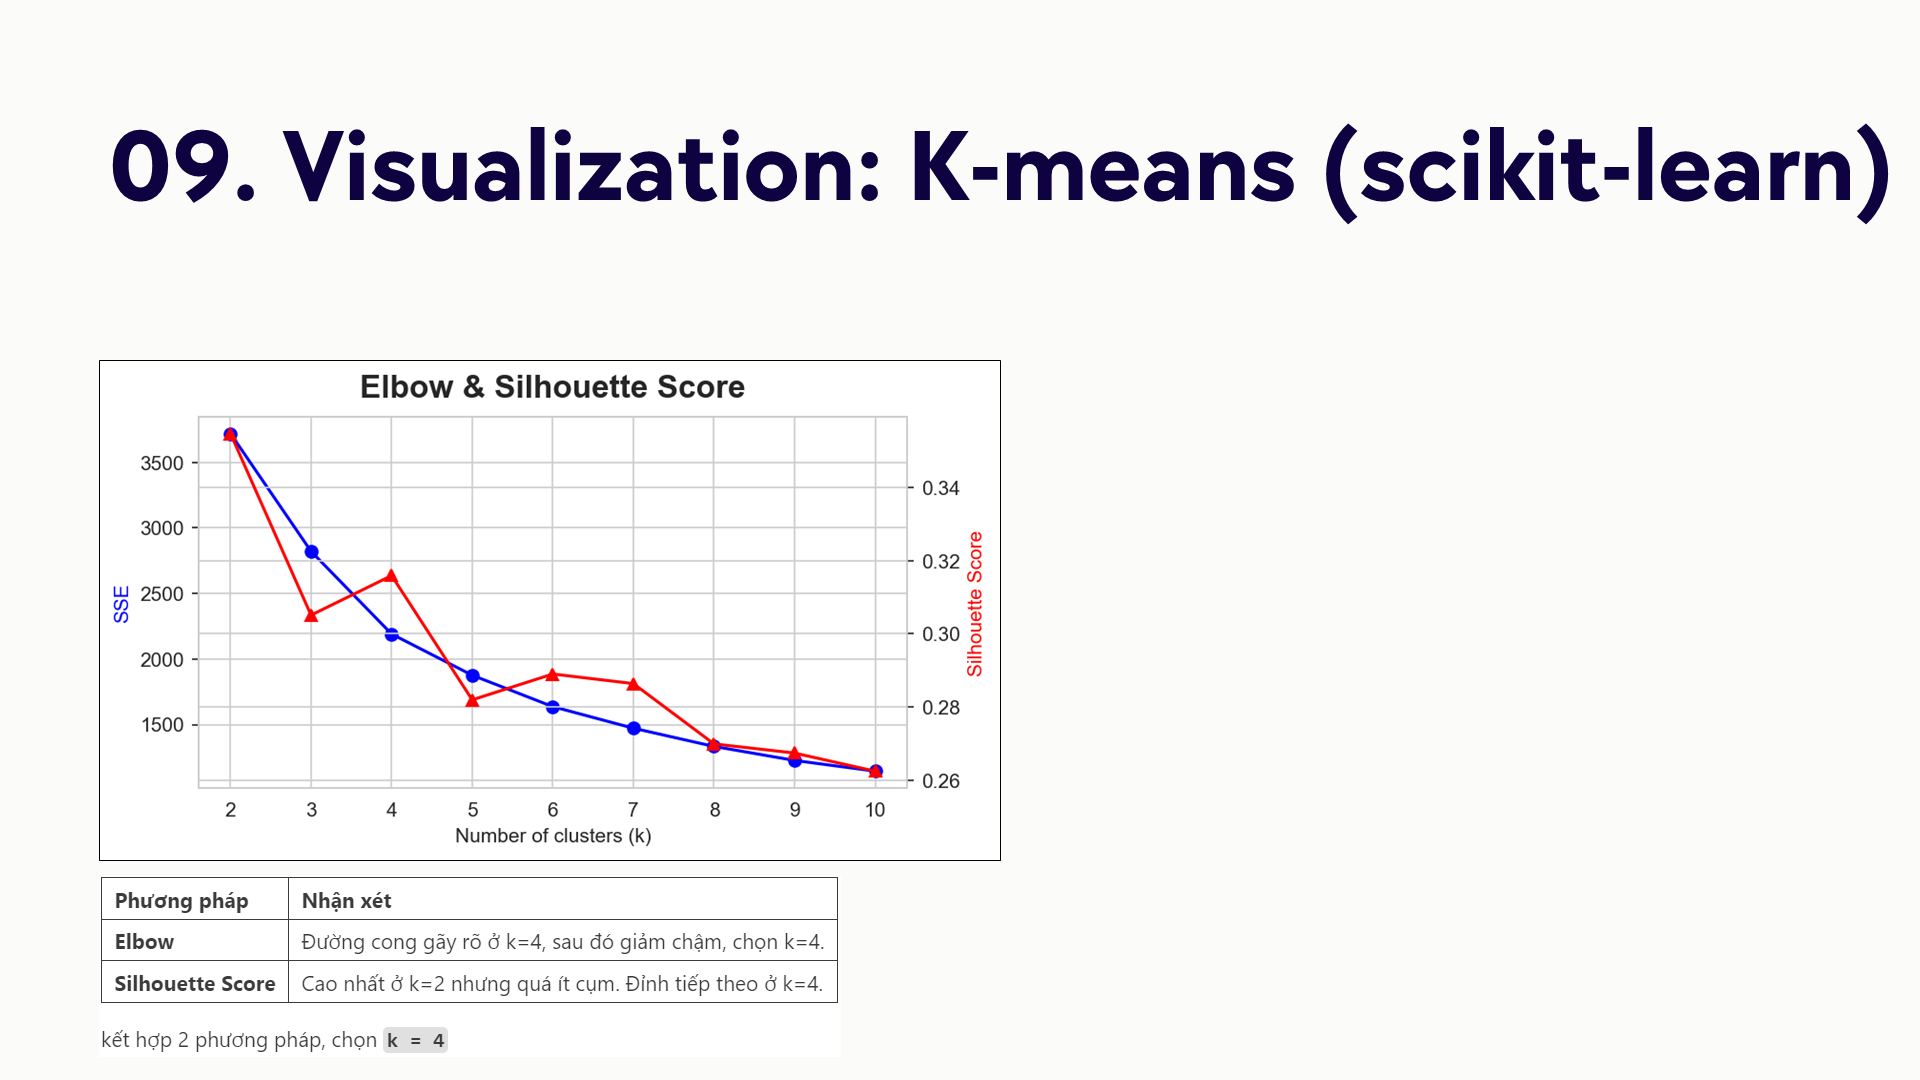 09. Visualization: K-means (scikit-learn)
Elbow & Silhouette Score
3500
3000
2500
2000
1500
SSE
0.34
0.32
0.30
0.28
0.26
Silhouette Score
2 3 4 5 6 7 8 9 10
Number of clusters (k)
Phương pháp Nhận xét
Elbow Đường cong gãy rõ ở k=4, sau đó giảm chậm, chọn k=4.
Silhouette Score Cao nhất ở k=2 nhưng quá ít cụm. Đỉnh tiếp theo ở k=4.
kết hợp 2 phương pháp, chọn k = 4